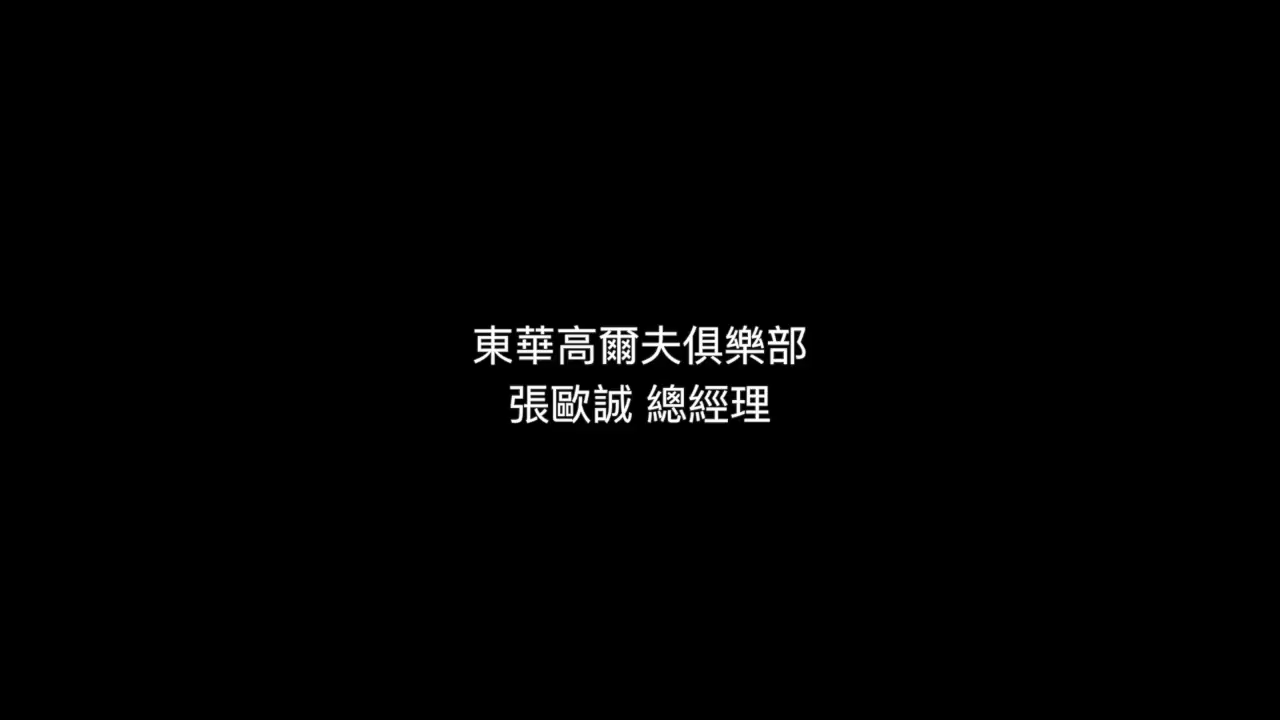 東華高爾夫俱樂部
張歐誠 總經理